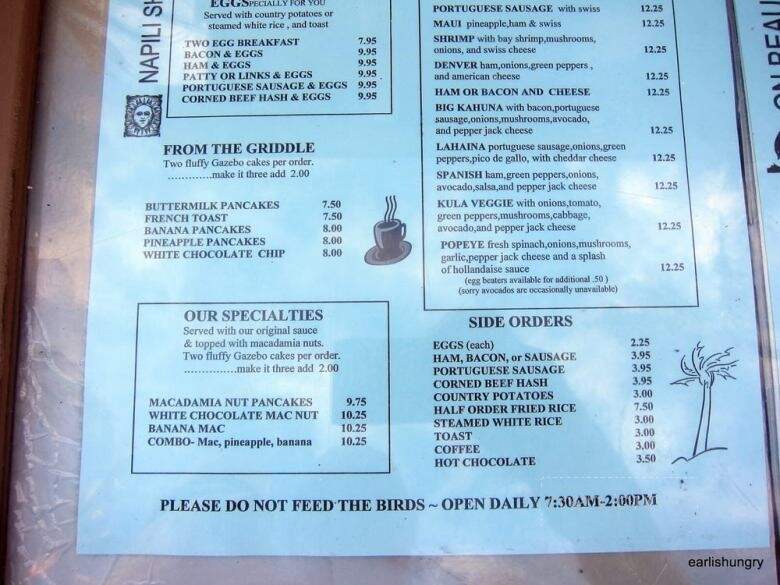 NAPILI SH
EGGSPECIALLY FOR YOU
Served with country potatoes or
steamed white rice , and toast
TWO EGG BREAKFAST 7.95
BACON & EGGS 9.95
HAM & EGGS 9.95
PATTY OR LINKS & EGGS 9.95
PORTUGUESE SAUSAGE & EGGS 9.95
CORNED BEEF HASH & EGGS 9.95
FROM THE GRIDDLE
Two fluffy Gazebo cakes per order.
.............make it three add 2.00
BUTTERMILK PANCAKES 7.50
FRENCH TOAST 7.50
BANANA PANCAKES 8.00
PINEAPPLE PANCAKES 8.00
WHITE CHOCOLATE CHIP 8.00
OUR SPECIALTIES
Served with our original sauce
& topped with macadamia nuts.
Two fluffy Gazebo cakes per order.
................make it three add 2.00
MACADAMIA NUT PANCAKES 9.75
WHITE CHOCOLATE MAC NUT 10.25
BANANA MAC 10.25
COMBO- Mac, pineapple, banana 10.25
PORTUGUESE SAUSAGE with swiss 12.25
MAUI pineapple,ham & swiss 12.25
SHRIMP with bay shrimp,mushrooms,
onions, and swiss cheese 12.25
DENVER ham,onions,green peppers ,
and american cheese 12.25
HAM OR BACON AND CHEESE 12.25
BIG KAHUNA with bacon,portuguese
sausage,onions,mushrooms,avocado,
and pepper jack cheese 12.25
LAHAINA portuguese sausage,onions,green
peppers,pico de gallo, with cheddar cheese 12.25
SPANISH ham,green peppers,onions,
avocado,salsa,and pepper jack cheese 12.25
KULA VEGGIE with onions,tomato,
green peppers,mushrooms,cabbage,
avocado,and pepper jack cheese 12.25
POPEYE fresh spinach,onions,mushrooms,
garlic,pepper jack cheese and a splash
of hollandaise sauce 12.25
(egg beaters available for additional .50 )
(sorry avocados are occasionally unavailable)
SIDE ORDERS
EGGS (each) 2.25
HAM, BACON, or SAUSAGE 3.95
PORTUGUESE SAUSAGE 3.95
CORNED BEEF HASH 3.95
COUNTRY POTATOES 3.00
HALF ORDER FRIED RICE 7.50
STEAMED WHITE RICE 3.00
TOAST 3.00
COFFEE 3.00
HOT CHOCOLATE 3.50
PLEASE DO NOT FEED THE BIRDS ~ OPEN DAILY 7:30AM-2:00PM
ON BEAU
earlishungry